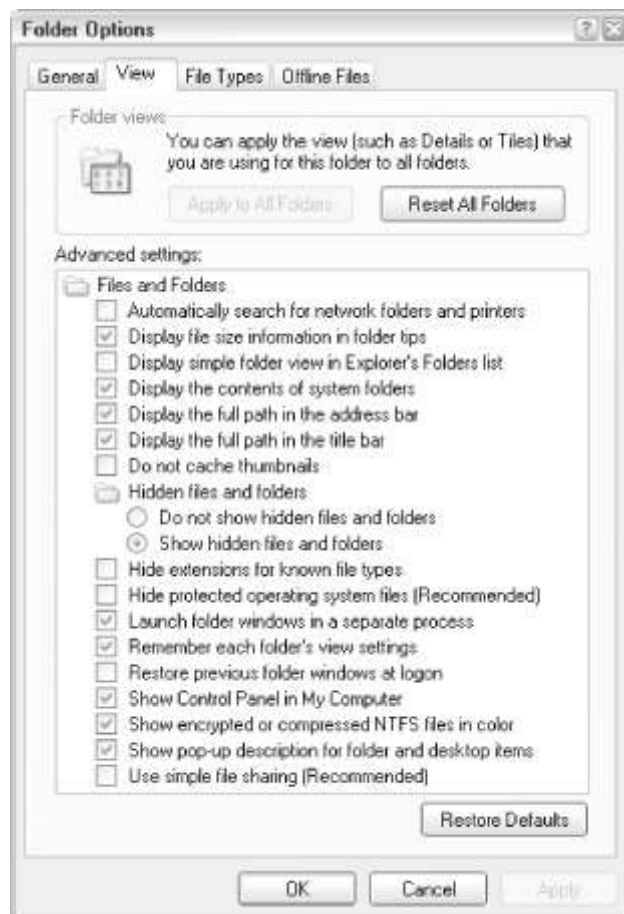 Folder Options
General View File Types Offline Files
Folder views
You can apply the view (such as Details or Tiles) that
you are using for this folder to all folders.
Apply to All Folders Reset All Folders
Advanced settings:
Files and Folders
Automatically search for network folders and printers
Display file size information in folder tips
Display simple folder view in Explorer's Folders list
Display the contents of system folders
Display the full path in the address bar
Display the full path in the title bar
Do not cache thumbnails
Hidden files and folders
Do not show hidden files and folders
Show hidden files and folders
Hide extensions for known file types
Hide protected operating system files (Recommended)
Launch folder windows in a separate process
Remember each folder's view settings
Restore previous folder windows at logon
Show Control Panel in My Computer
Show encrypted or compressed NTFS files in color
Show pop-up description for folder and desktop items
Use simple file sharing (Recommended)
Restore Defaults
OK Cancel Apply